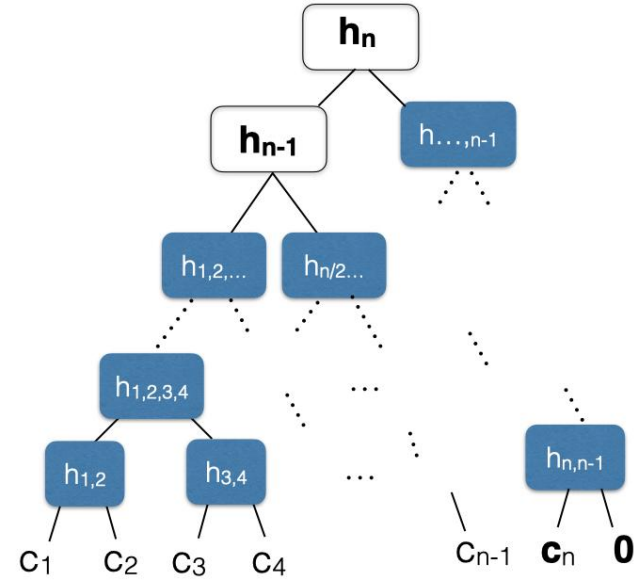 hn
hn-1
h...,n-1
h1,2,...
hn/2...
h1,2,3,4
...
h1,2
h3,4
...
hn,n-1
c1
c2
c3
c4
cn-1
cn
0